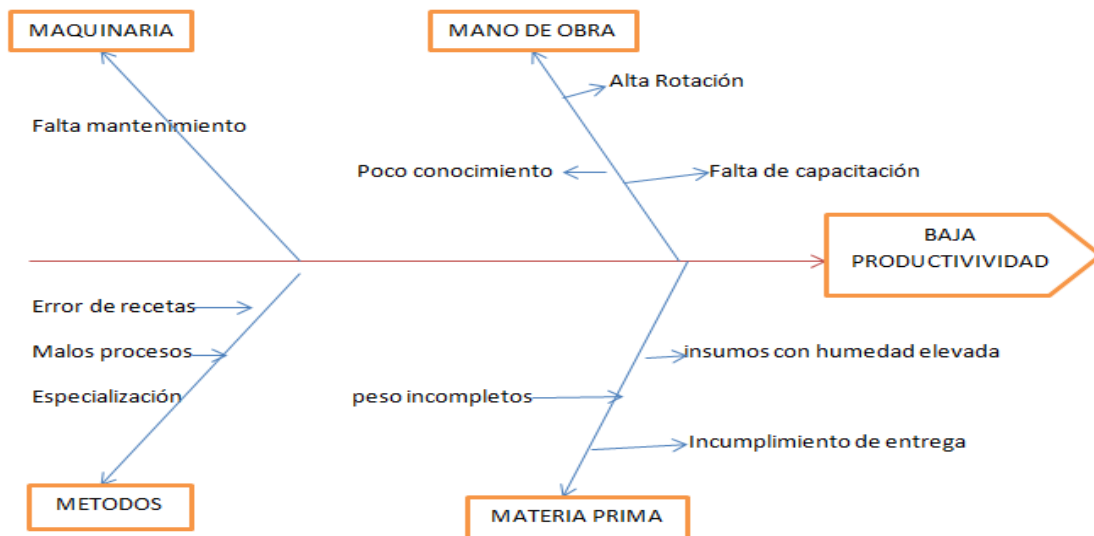 MAQUINARIA
MANO DE OBRA
Alta Rotación
Falta mantenimiento
Poco conocimiento
Falta de capacitación
BAJA
PRODUCTIVIVIDAD
Error de recetas
Malos procesos
insumos con humedad elevada
Especialización
peso incompletos
Incumplimiento de entrega
METODOS
MATERIA PRIMA